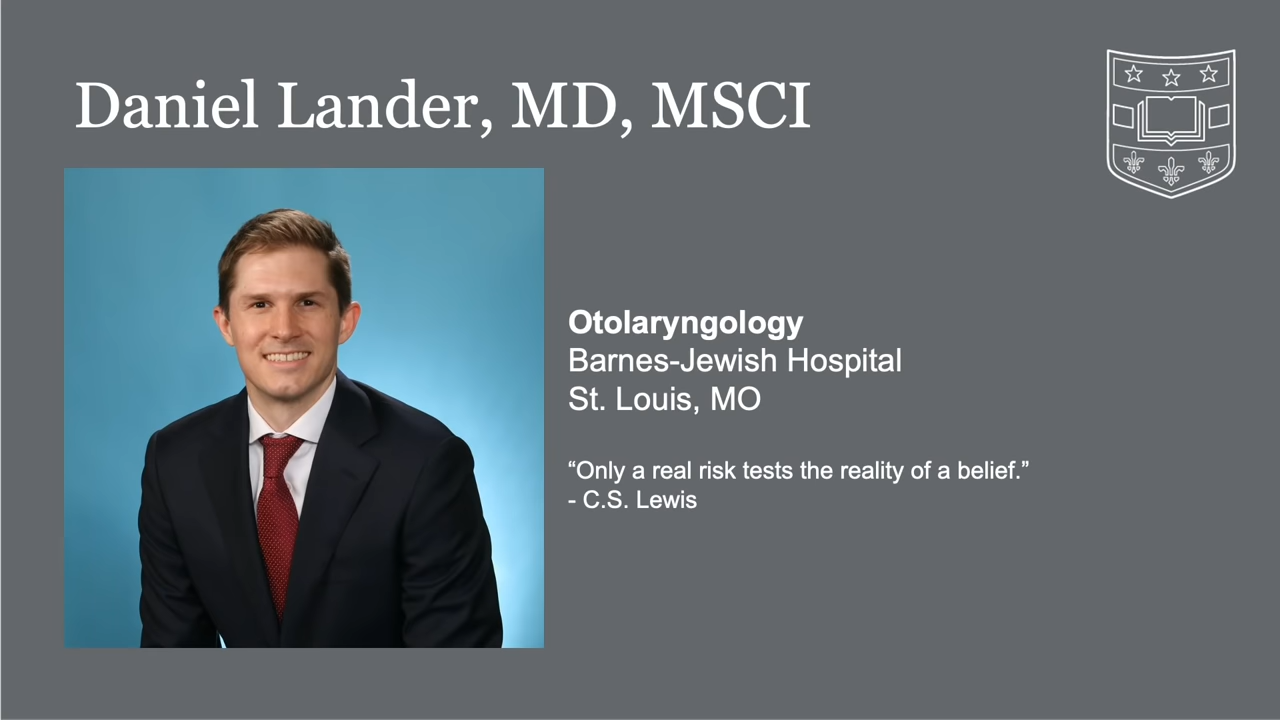 Daniel Lander, MD, MSCI
Otolaryngology
Barnes-Jewish Hospital
St. Louis, MO
“Only a real risk tests the reality of a belief.”
- C.S. Lewis